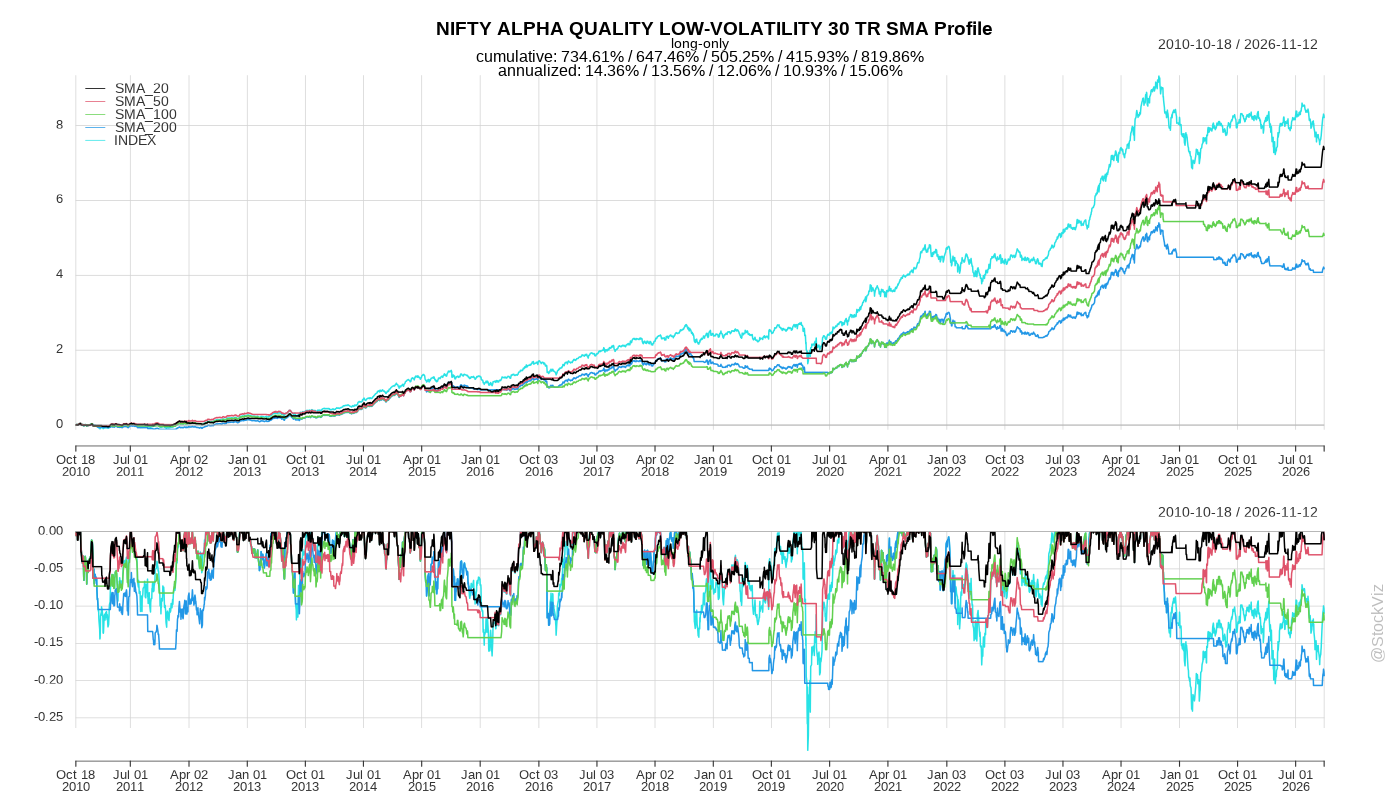 NIFTY ALPHA QUALITY LOW-VOLATILITY 30 TR SMA Profile
long-only
2010-10-18 / 2026-11-12
cumulative: 734.61% / 647.46% / 505.25% / 415.93% / 819.86%
annualized: 14.36% / 13.56% / 12.06% / 10.93% / 15.06%
SMA_20
SMA_50
SMA_100
SMA_200
INDEX
8
6
4
2
0
Oct 18 Jul 01 Apr 02 Jan 01 Oct 01 Jul 01 Apr 01 Jan 01 Oct 03 Jul 03 Apr 02 Jan 01 Oct 01 Jul 01 Apr 01 Jan 03 Oct 03 Jul 03 Apr 01 Jan 01 Oct 01 Jul 01
2010 2011 2012 2013 2013 2014 2015 2016 2016 2017 2018 2019 2019 2020 2021 2022 2022 2023 2024 2025 2025 2026
2010-10-18 / 2026-11-12
0.00
-0.05
-0.10
-0.15
-0.20
-0.25
Oct 18 Jul 01 Apr 02 Jan 01 Oct 01 Jul 01 Apr 01 Jan 01 Oct 03 Jul 03 Apr 02 Jan 01 Oct 01 Jul 01 Apr 01 Jan 03 Oct 03 Jul 03 Apr 01 Jan 01 Oct 01 Jul 01
2010 2011 2012 2013 2013 2014 2015 2016 2016 2017 2018 2019 2019 2020 2021 2022 2022 2023 2024 2025 2025 2026
@StockViz